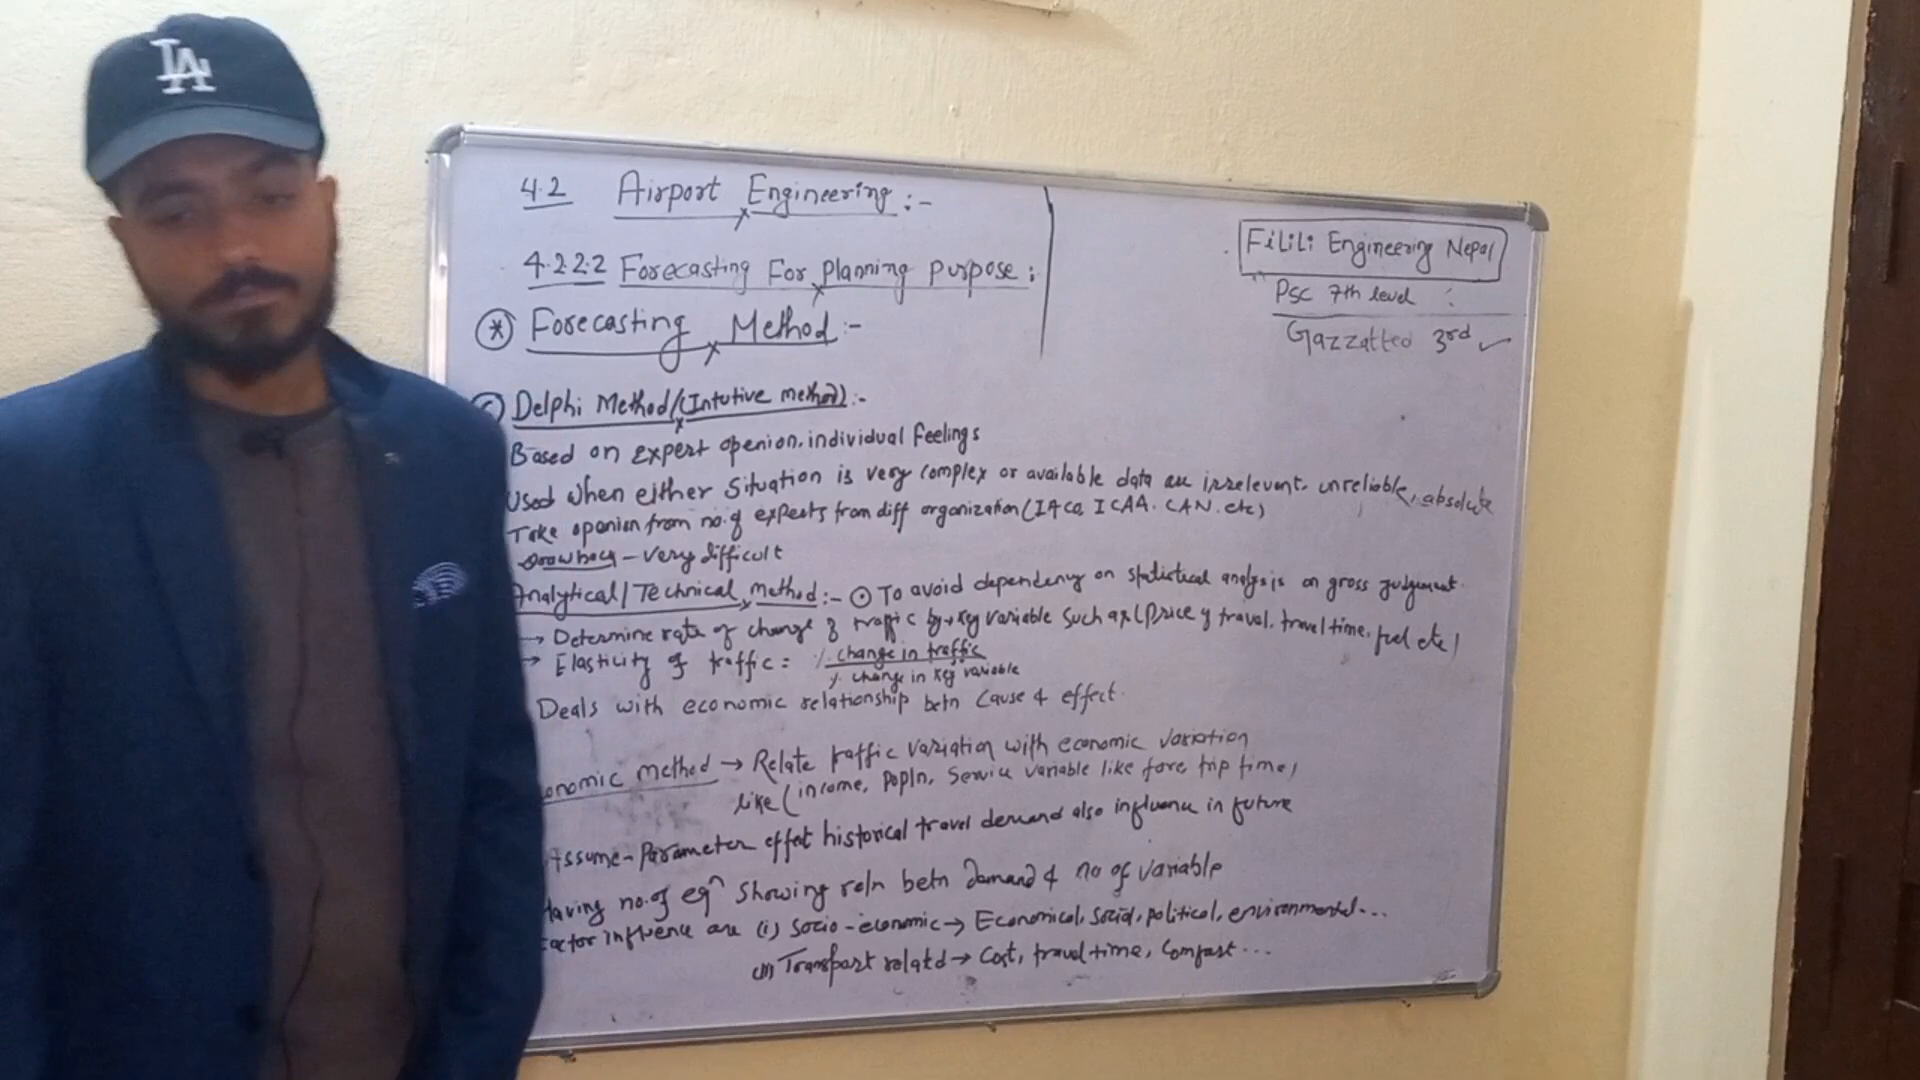 LA
4.2 Airport Engineering :-
4.2.2.2 Forecasting For Planning Purpose :
Filili Engineering Nepal
Psc 7th level :
Gazzatted 3rd ✓
* Forecasting Method :-
Delphi Method/(Intutive method) :-
Based on expert openion, individual feelings
Used when either situation is very complex or available data are irrelevent, unreliable, absolute
Take openion from no. of experts from diff organization (IACO, ICAA, CAN, etc)
Drawback – very difficult
Analytical/Technical method :- ⊙ To avoid dependency on statistical analysis on gross judgement.
→ Determine rate of change of traffic by key variable such as (price of travel, travel time, fuel etc)
→ Elasticity of traffic = % change in traffic
% change in key variable
Deals with economic relationship betn cause & effect.
onomic method → Relate traffic variation with economic variation
like (income, popln, service variable like fare, trip time)
Assume – Parameter effect historical travel demand also influence in future
Having no. of eqn showing reln betn demand & no of variable
factor influence are (i) Socio-economic → Economical, social, political, environmental...
(ii) Transport relatd → Cost, travel time, Comfort...